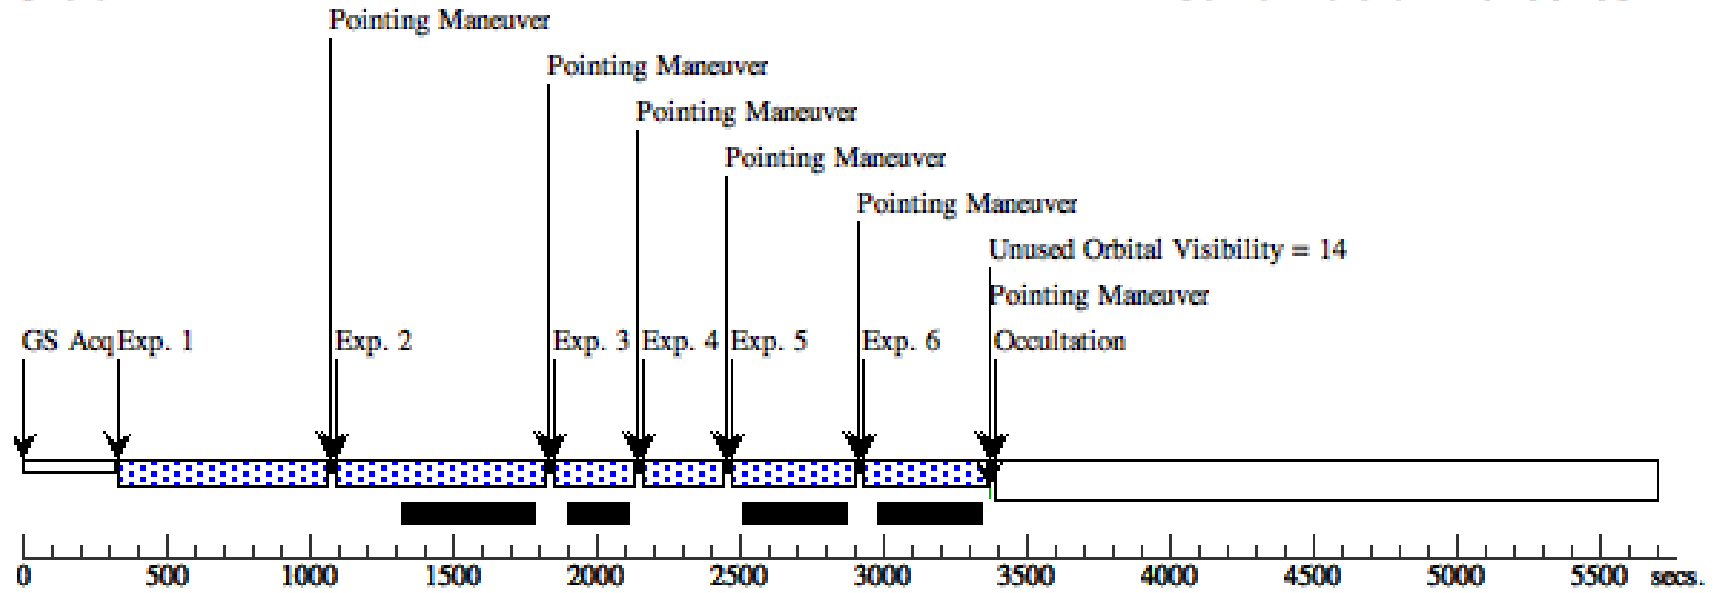 Pointing Maneuver
Pointing Maneuver
Pointing Maneuver
Pointing Maneuver
Pointing Maneuver
Unused Orbital Visibility = 14
Pointing Maneuver
GS Acq Exp. 1 Exp. 2 Exp. 3 Exp. 4 Exp. 5 Exp. 6 Occultation
0 500 1000 1500 2000 2500 3000 3500 4000 4500 5000 5500 secs.